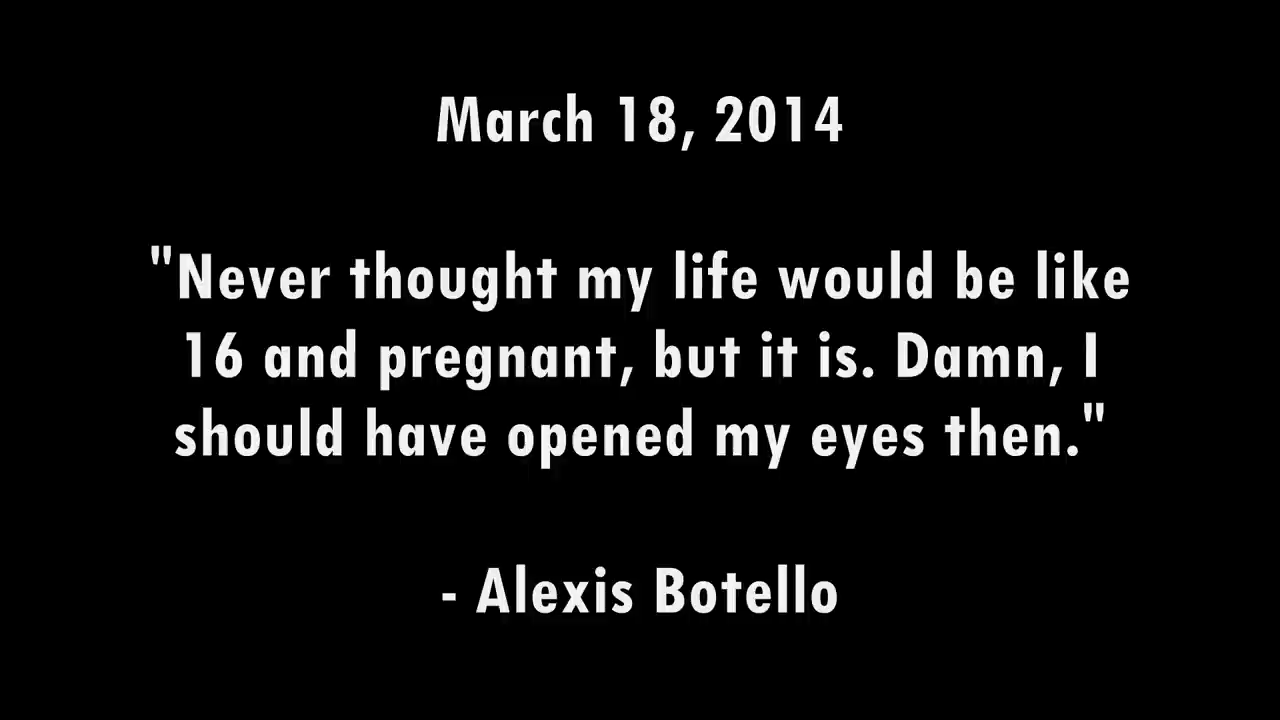 March 18, 2014
"Never thought my life would be like
16 and pregnant, but it is. Damn, I
should have opened my eyes then."
- Alexis Botello